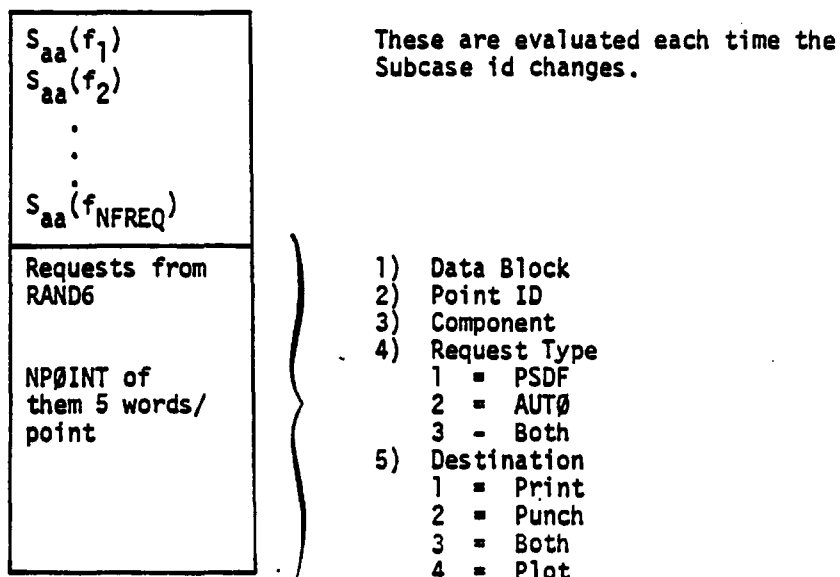 S_aa(f_1)
S_aa(f_2)
.
.
.
S_aa(f_NFREQ)
These are evaluated each time the
Subcase id changes.
Requests from
RAND6
NPØINT of
them 5 words/
point
1) Data Block
2) Point ID
3) Component
4) Request Type
1 = PSDF
2 = AUTØ
3 - Both
5) Destination
1 = Print
2 = Punch
3 = Both
4 = Plot